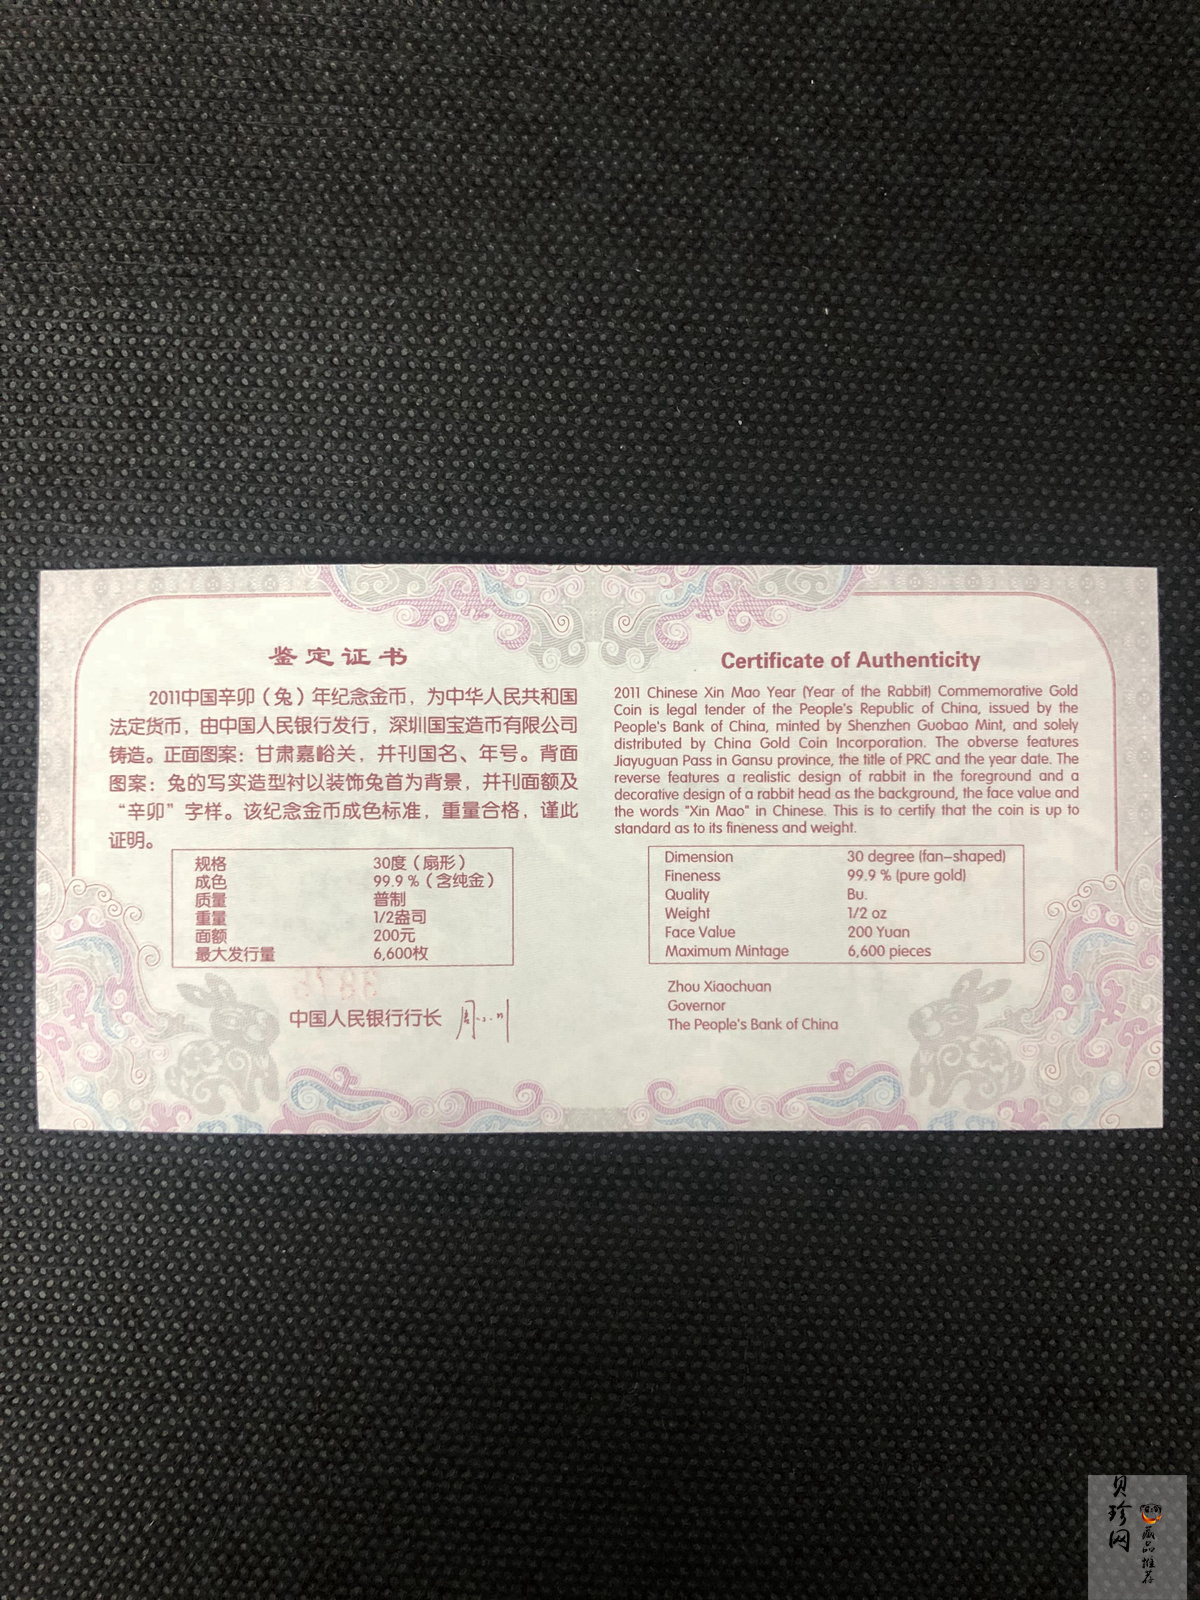 鉴定证书
2011中国辛卯（兔）年纪念金币，为中华人民共和国
法定货币，由中国人民银行发行，深圳国宝造币有限公司
铸造。正面图案：甘肃嘉峪关，并刊国名、年号。背面
图案：兔的写实造型衬以装饰兔首为背景，并刊面额及
“辛卯”字样。该纪念金币成色标准，重量合格，谨此
证明。
规格 30度（扇形）
成色 99.9 %（含纯金）
质量 普制
重量 1/2盎司
面额 200元
最大发行量 6,600枚
中国人民银行行长 周小川
Certificate of Authenticity
2011 Chinese Xin Mao Year (Year of the Rabbit) Commemorative Gold
Coin is legal tender of the People's Republic of China, issued by the
People's Bank of China, minted by Shenzhen Guobao Mint, and solely
distributed by China Gold Coin Incorporation. The obverse features
Jiayuguan Pass in Gansu province, the title of PRC and the year date. The
reverse features a realistic design of rabbit in the foreground and a
decorative design of a rabbit head as the background, the face value and
the words "Xin Mao" in Chinese. This is to certify that the coin is up to
standard as to its fineness and weight.
Dimension 30 degree (fan-shaped)
Fineness 99.9 % (pure gold)
Quality Bu.
Weight 1/2 oz
Face Value 200 Yuan
Maximum Mintage 6,600 pieces
Zhou Xiaochuan
Governor
The People's Bank of China
贝珍网
藏品推荐